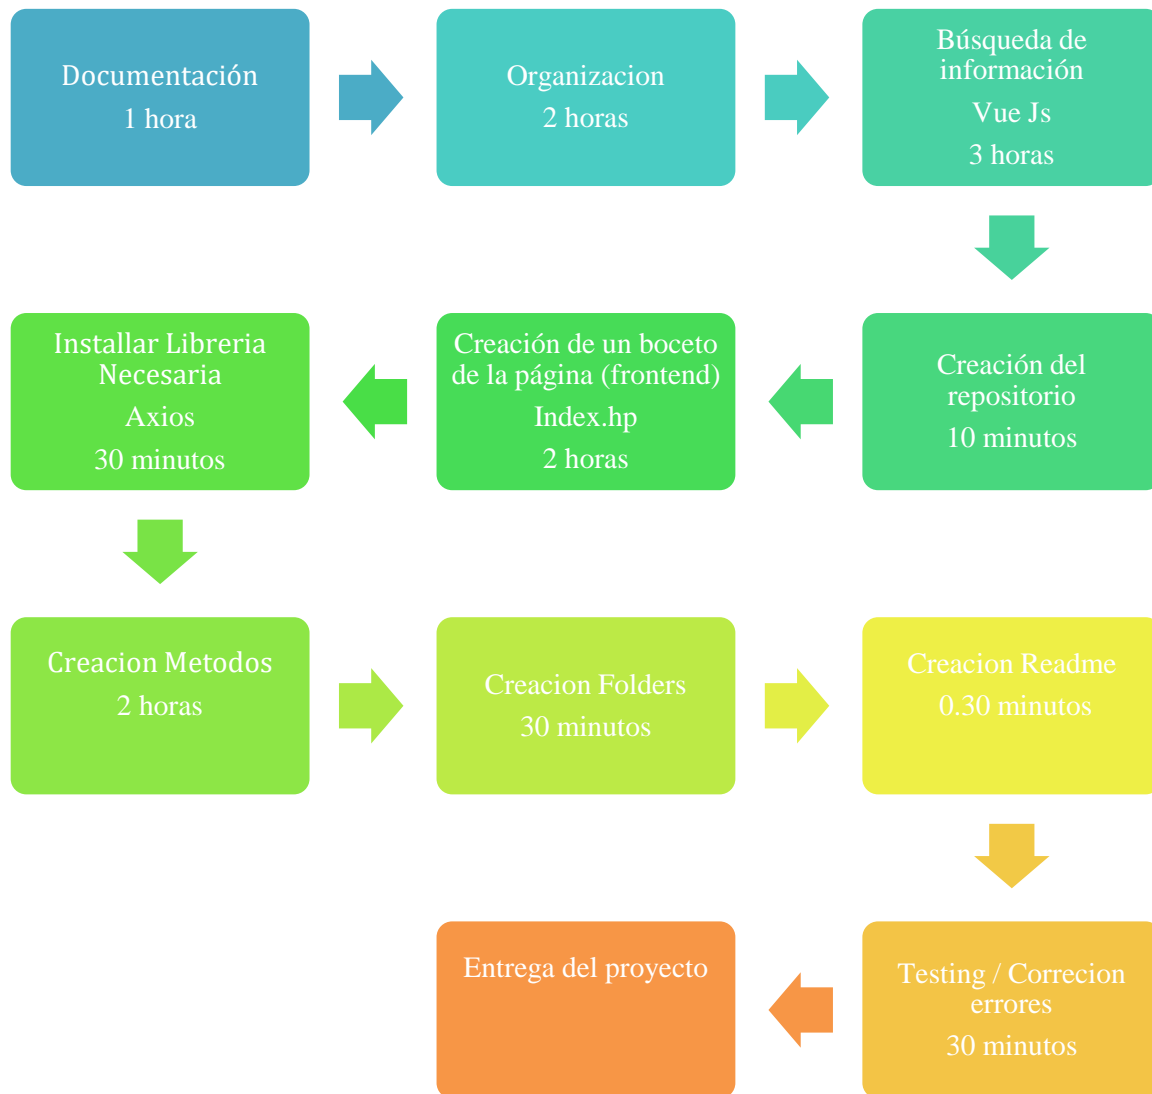 Documentación
1 hora
Organizacion
2 horas
Búsqueda de
información
Vue Js
3 horas
Creación del
repositorio
10 minutos
Creación de un boceto
de la página (frontend)
Index.hp
2 horas
Installar Libreria
Necesaria
Axios
30 minutos
Creacion Metodos
2 horas
Creacion Folders
30 minutos
Creacion Readme
0.30 minutos
Testing / Correcion
errores
30 minutos
Entrega del proyecto